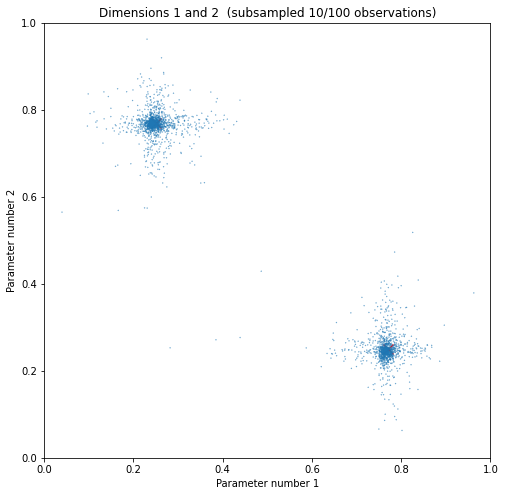 Dimensions 1 and 2 (subsampled 10/100 observations)
1.0
0.8
0.6
0.4
0.2
0.0
Parameter number 2
0.0 0.2 0.4 0.6 0.8 1.0
Parameter number 1